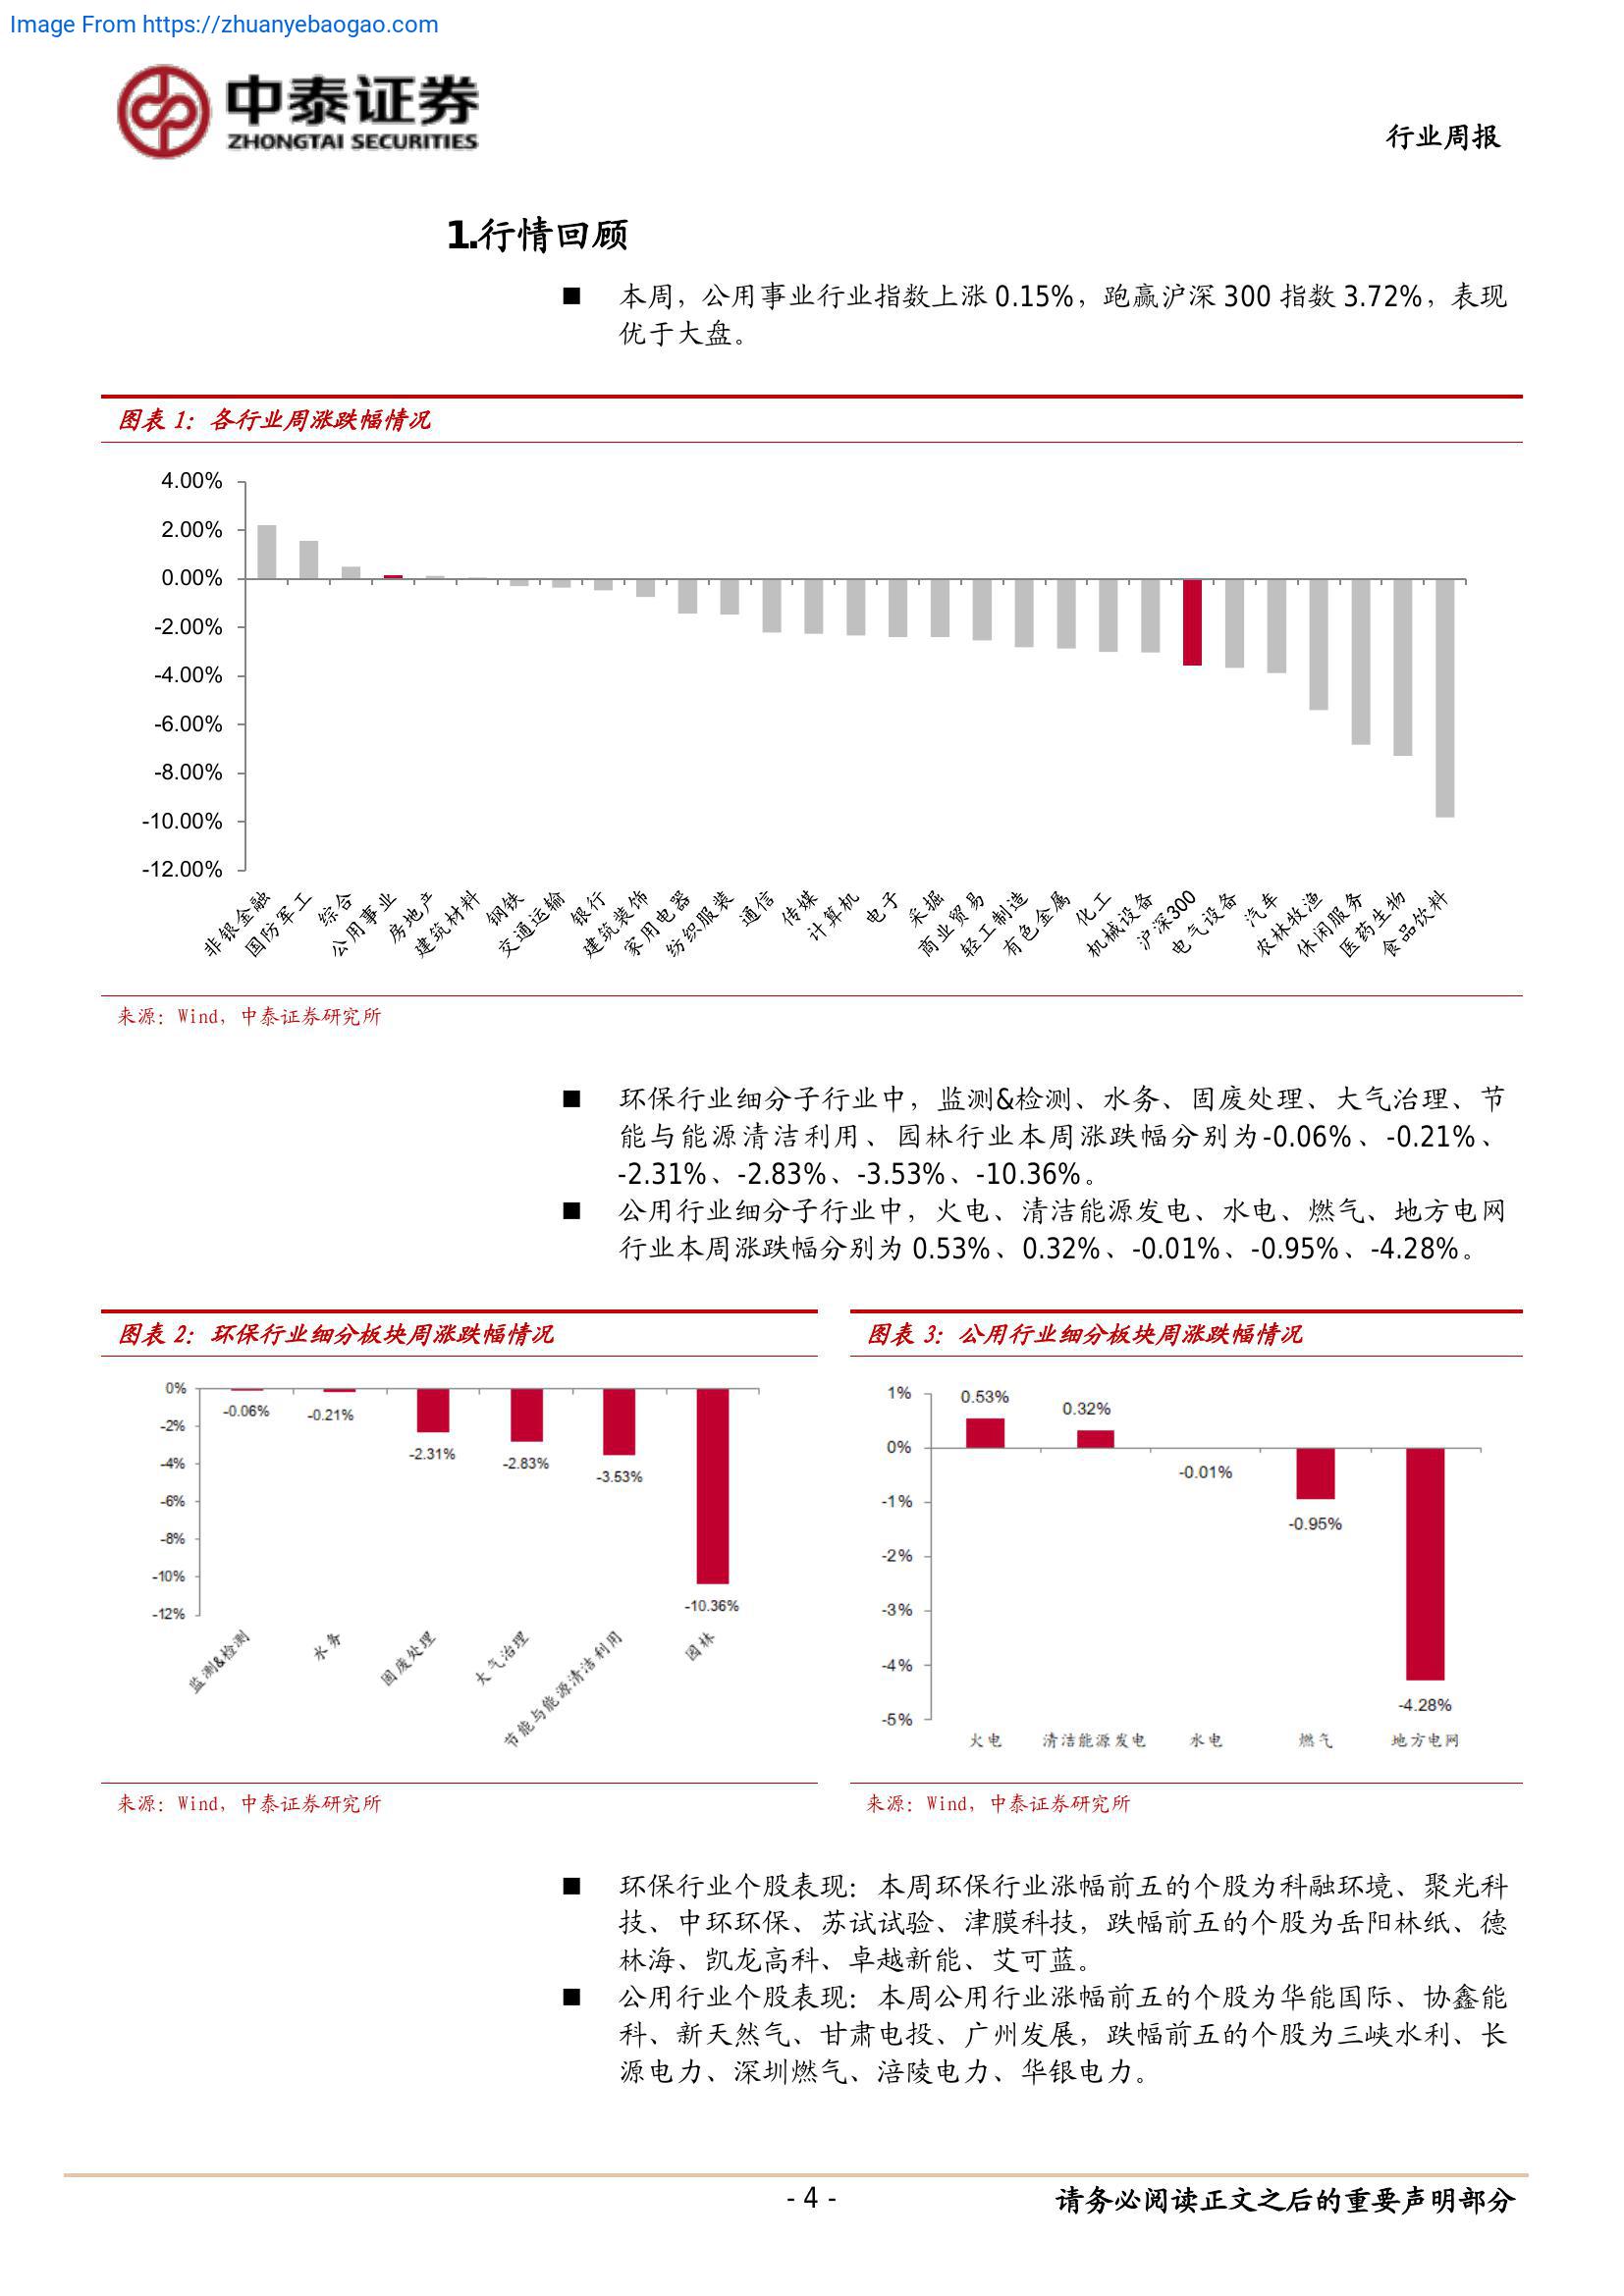 Image From https://zhuanyebaogao.com
中泰证券
ZHONGTAI SECURITIES
行业周报
1.行情回顾
■ 本周，公用事业行业指数上涨 0.15%，跑赢沪深 300 指数 3.72%，表现
优于大盘。
图表 1：各行业周涨跌幅情况
4.00%
2.00%
0.00%
-2.00%
-4.00%
-6.00%
-8.00%
-10.00%
-12.00%
非银金融
国防军工
综合
公用事业
房地产
建筑材料
钢铁
交通运输
银行
建筑装饰
家用电器
纺织服装
通信
传媒
计算机
电子
采掘
商业贸易
轻工制造
有色金属
化工
机械设备
沪深300
电气设备
汽车
农林牧渔
休闲服务
医药生物
食品饮料
来源：Wind，中泰证券研究所
■ 环保行业细分子行业中，监测&检测、水务、固废处理、大气治理、节
能与能源清洁利用、园林行业本周涨跌幅分别为-0.06%、-0.21%、
-2.31%、-2.83%、-3.53%、-10.36%。
■ 公用行业细分子行业中，火电、清洁能源发电、水电、燃气、地方电网
行业本周涨跌幅分别为 0.53%、0.32%、-0.01%、-0.95%、-4.28%。
图表 2：环保行业细分板块周涨跌幅情况
0%
-2%
-4%
-6%
-8%
-10%
-12%
-0.06%
-0.21%
-2.31%
-2.83%
-3.53%
-10.36%
监测&检测
水务
固废处理
大气治理
节能与能源清洁利用
园林
来源：Wind，中泰证券研究所
图表 3：公用行业细分板块周涨跌幅情况
1%
0%
-1%
-2%
-3%
-4%
-5%
0.53%
0.32%
-0.01%
-0.95%
-4.28%
火电
清洁能源发电
水电
燃气
地方电网
来源：Wind，中泰证券研究所
■ 环保行业个股表现：本周环保行业涨幅前五的个股为科融环境、聚光科
技、中环环保、苏试试验、津膜科技，跌幅前五的个股为岳阳林纸、德
林海、凯龙高科、卓越新能、艾可蓝。
■ 公用行业个股表现：本周公用行业涨幅前五的个股为华能国际、协鑫能
科、新天然气、甘肃电投、广州发展，跌幅前五的个股为三峡水利、长
源电力、深圳燃气、涪陵电力、华银电力。
- 4 -
请务必阅读正文之后的重要声明部分